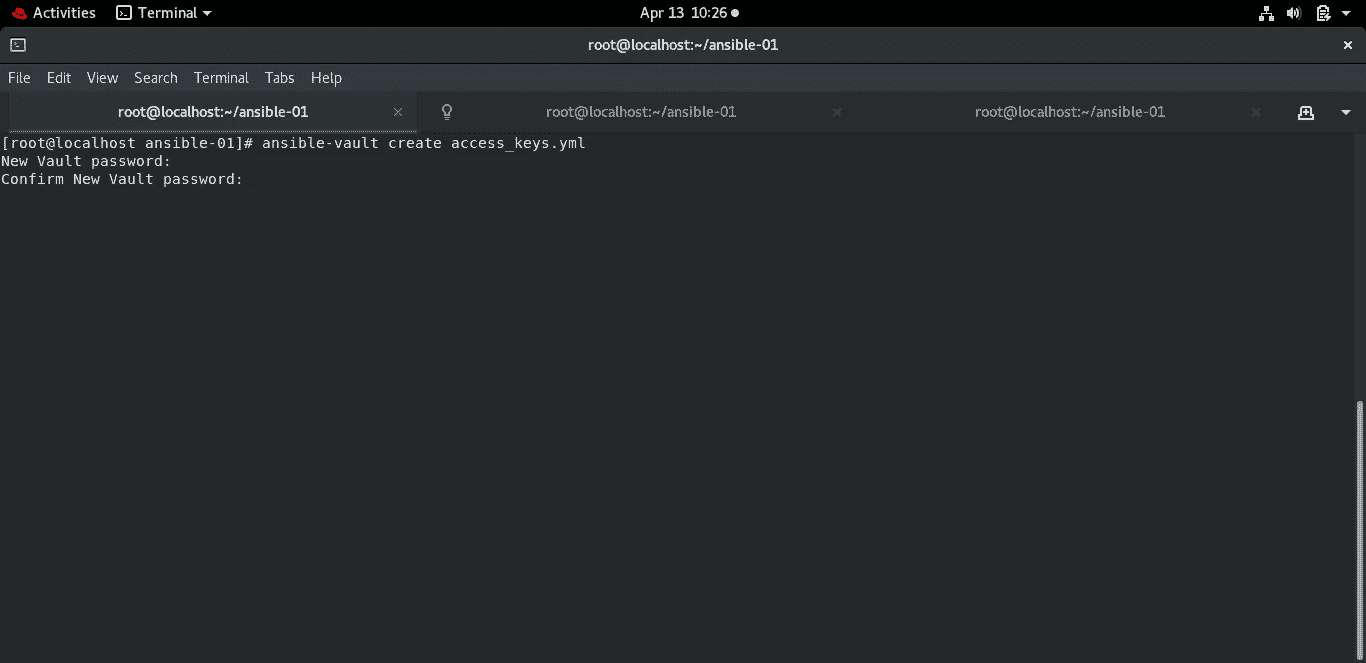 Activities Terminal Apr 13 10:26
root@localhost:~/ansible-01
File Edit View Search Terminal Tabs Help
root@localhost:~/ansible-01 root@localhost:~/ansible-01 root@localhost:~/ansible-01
[root@localhost ansible-01]# ansible-vault create access_keys.yml
New Vault password:
Confirm New Vault password: